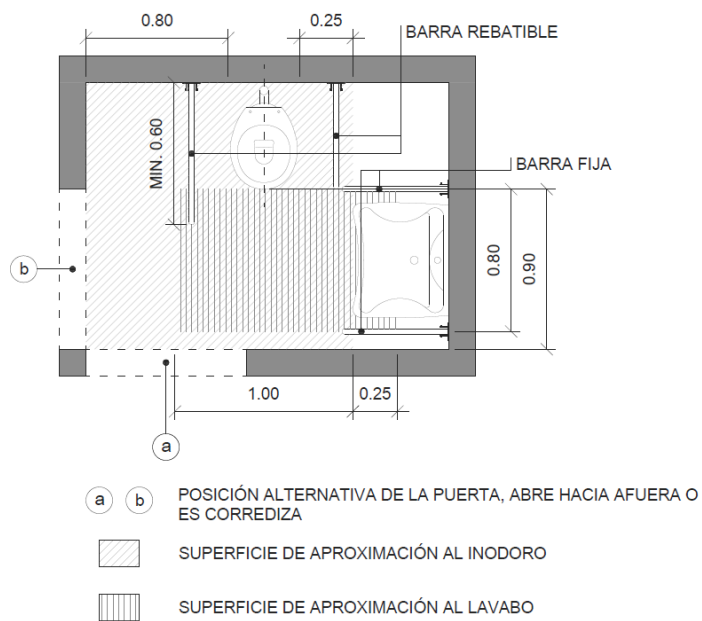 0.80
0.25
BARRA REBATIBLE
MIN. 0.60
BARRA FIJA
b
0.80
0.90
1.00
0.25
a
a b POSICIÓN ALTERNATIVA DE LA PUERTA, ABRE HACIA AFUERA O
ES CORREDIZA
SUPERFICIE DE APROXIMACIÓN AL INODORO
SUPERFICIE DE APROXIMACIÓN AL LAVABO